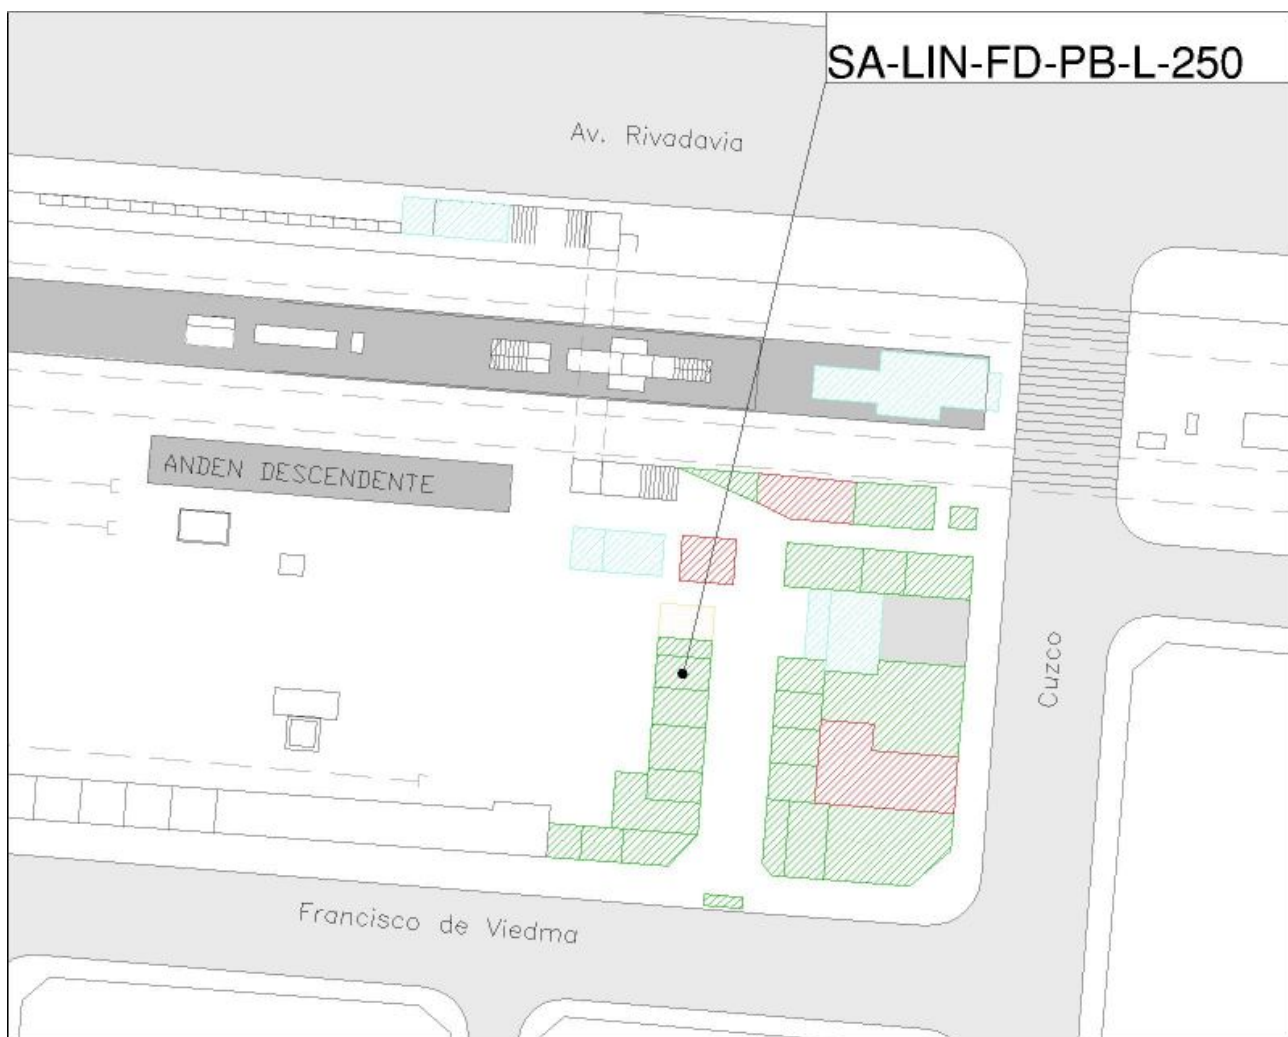 SA-LIN-FD-PB-L-250
Av. Rivadavia
ANDEN DESCENDENTE
Cuzco
Francisco de Viedma